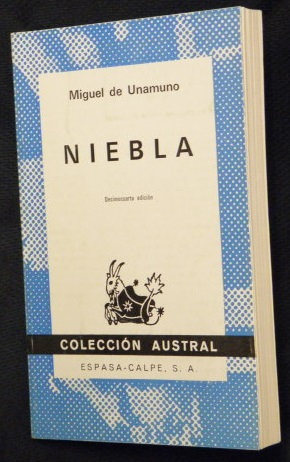 Miguel de Unamuno
NIEBLA
Decimocuarta edición
COLECCIÓN AUSTRAL
ESPASA-CALPE, S. A.